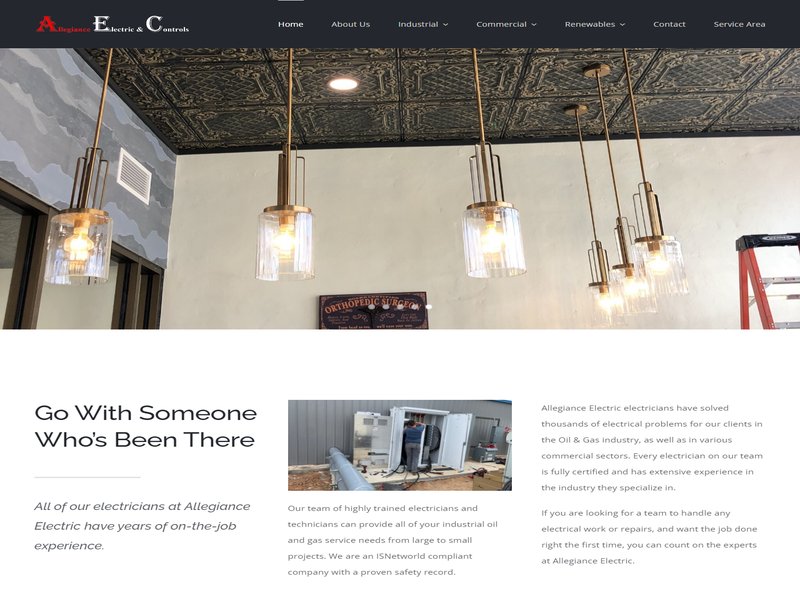 Allegiance Electric & Controls
Home
About Us
Industrial
Commercial
Renewables
Contact
Service Area
ORTHOPEDIC SURGEON
Go With Someone
Who's Been There
All of our electricians at Allegiance
Electric have years of on-the-job
experience.
Our team of highly trained electricians and
technicians can provide all of your industrial oil
and gas service needs from large to small
projects. We are an ISNetworld compliant
company with a proven safety record.
Allegiance Electric electricians have solved
thousands of electrical problems for our clients in
the Oil & Gas industry, as well as in various
commercial sectors. Every electrician on our team
is fully certified and has extensive experience in
the industry they specialize in.
If you are looking for a team to handle any
electrical work or repairs, and want the job done
right the first time, you can count on the experts
at Allegiance Electric.